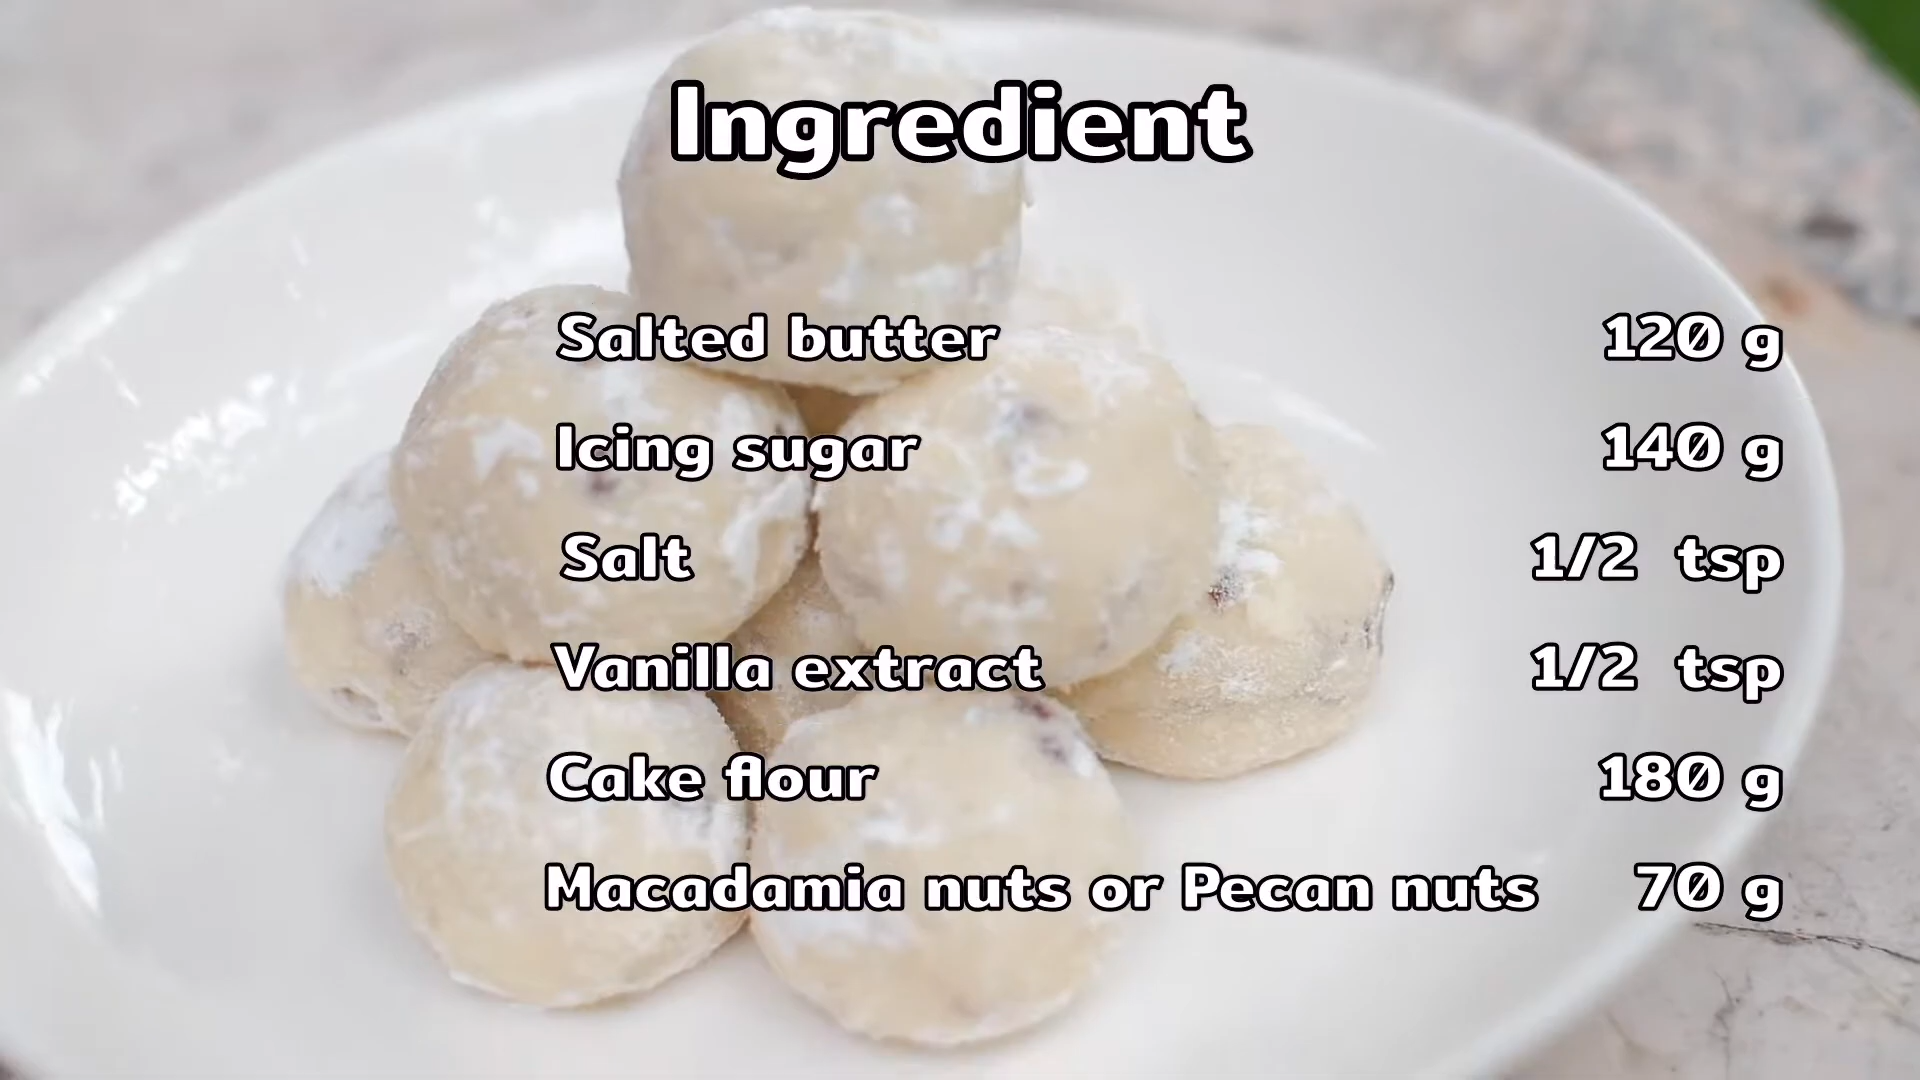 Ingredient
Salted butter 120 g
Icing sugar 140 g
Salt 1/2 tsp
Vanilla extract 1/2 tsp
Cake flour 180 g
Macadamia nuts or Pecan nuts 70 g